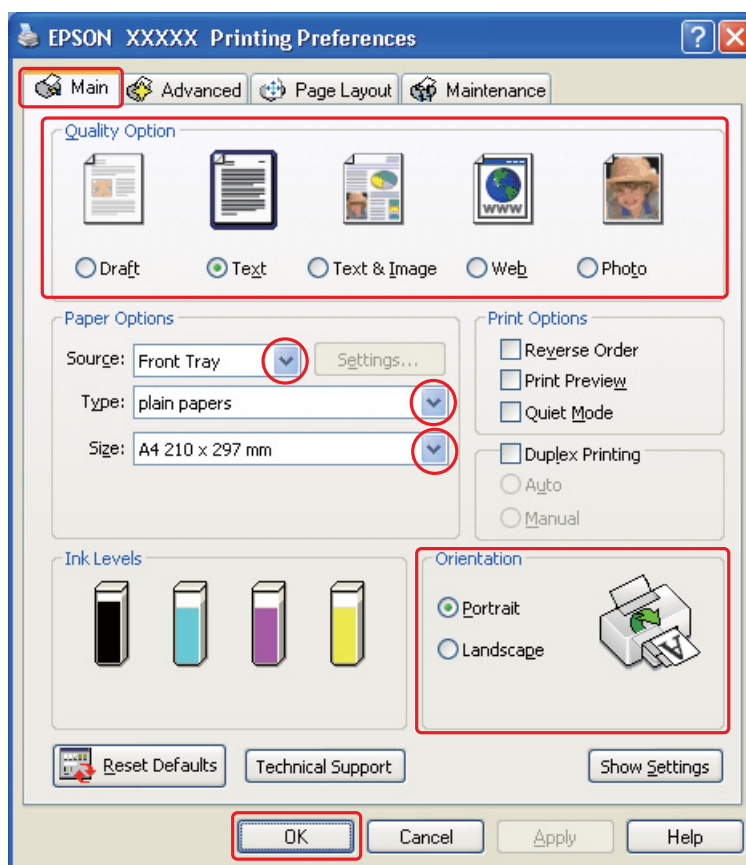 EPSON XXXXX Printing Preferences
Main Advanced Page Layout Maintenance
Quality Option
WWW
Draft Text Text & Image Web Photo
Paper Options
Source: Front Tray Settings...
Type: plain papers
Size: A4 210 x 297 mm
Print Options
Reverse Order
Print Preview
Quiet Mode
Duplex Printing
Auto
Manual
Ink Levels
Orientation
Portrait
Landscape
A
Reset Defaults Technical Support Show Settings
OK Cancel Apply Help